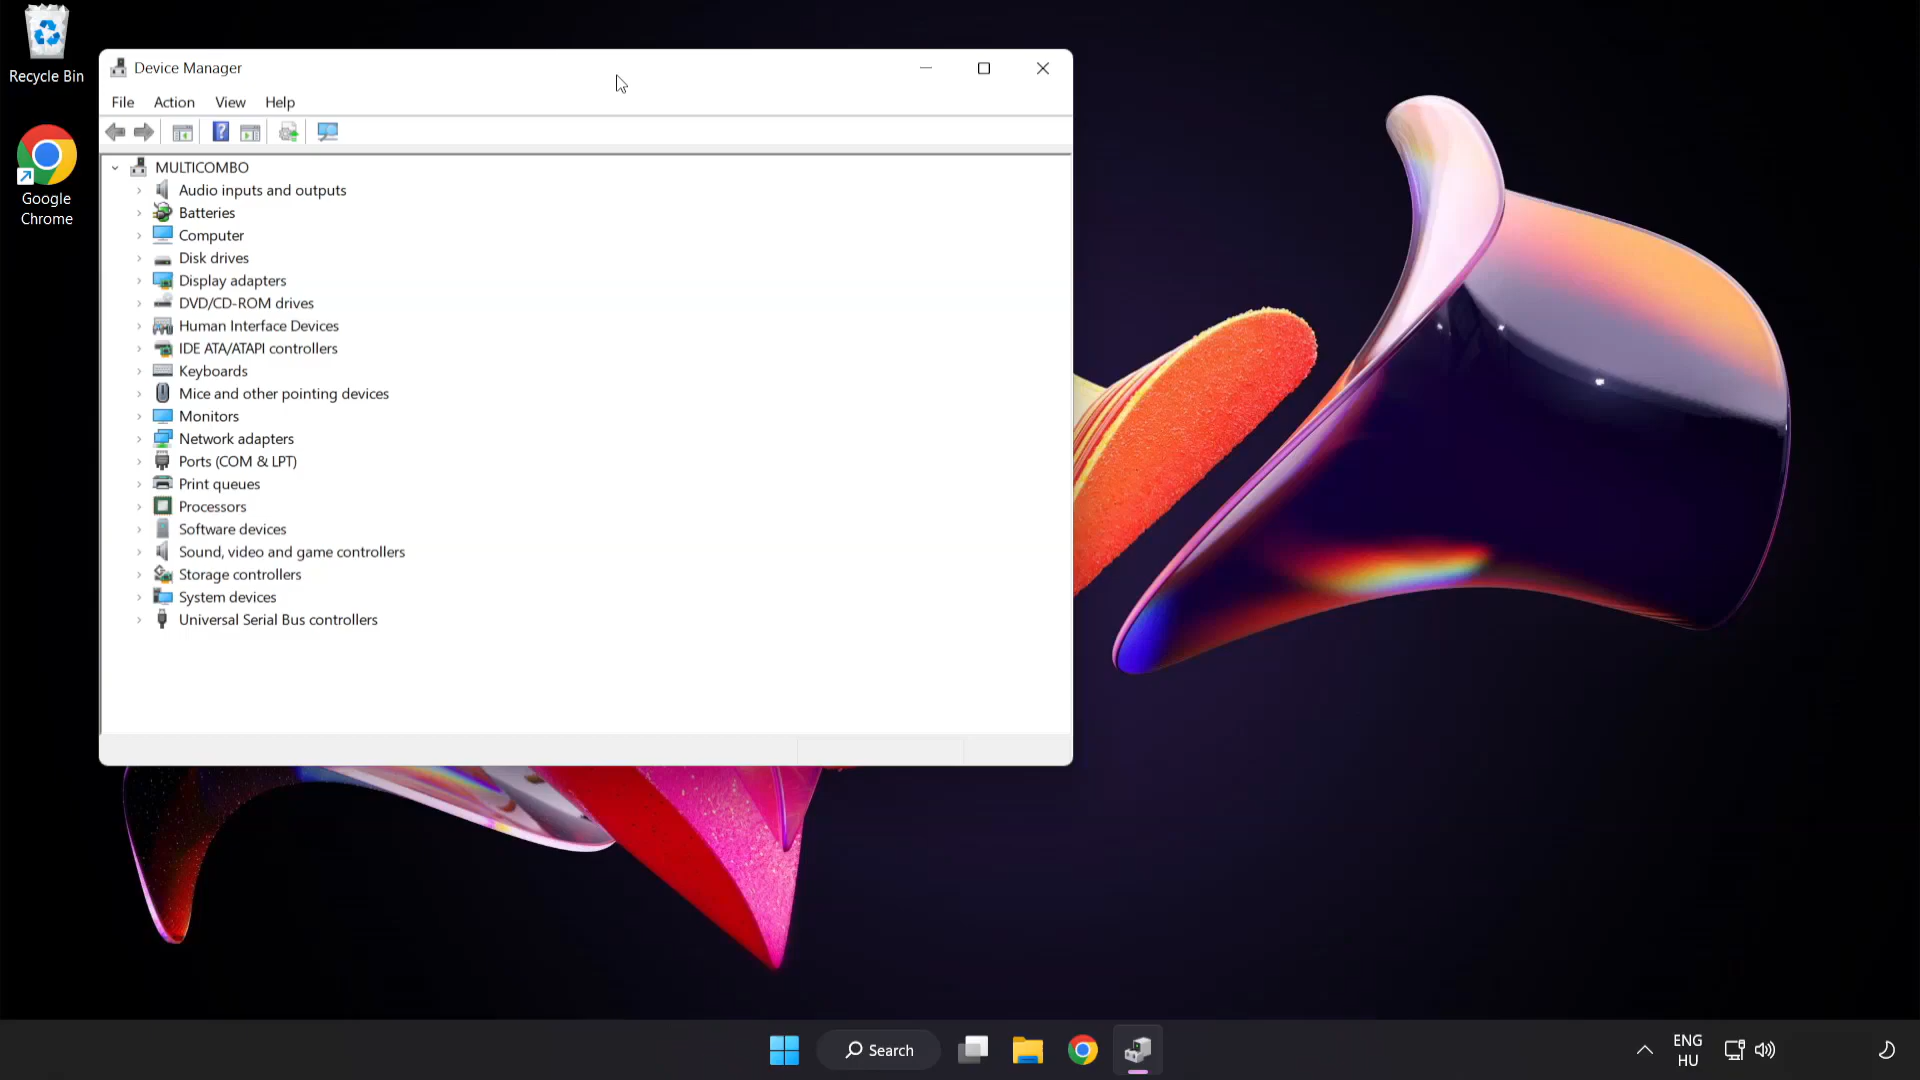 Recycle Bin
Google
Chrome
Device Manager
File Action View Help
MULTICOMBO
Audio inputs and outputs
Batteries
Computer
Disk drives
Display adapters
DVD/CD-ROM drives
Human Interface Devices
IDE ATA/ATAPI controllers
Keyboards
Mice and other pointing devices
Monitors
Network adapters
Ports (COM & LPT)
Print queues
Processors
Software devices
Sound, video and game controllers
Storage controllers
System devices
Universal Serial Bus controllers
Search
ENG
HU